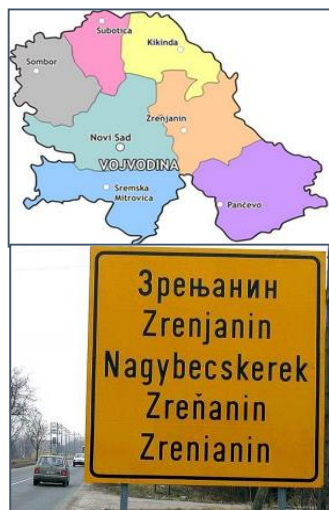 Subotica
Kikinda
Sombor
Zrenjanin
Novi Sad
VOJVODINA
Sremska
Mitrovica
Pančevo
Зрењанин
Zrenjanin
Nagybecskerek
Zreňanin
Zrenianin